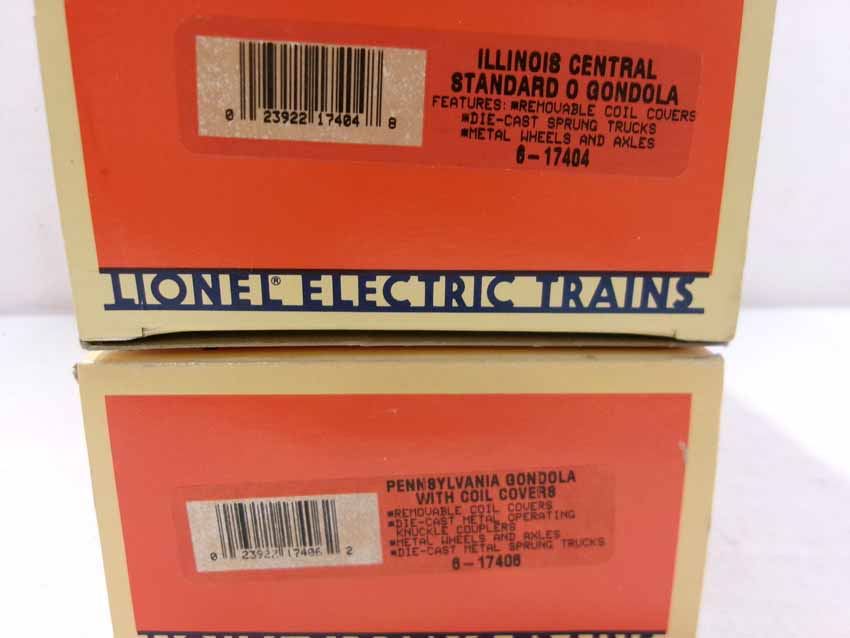 ILLINOIS CENTRAL
STANDARD O GONDOLA
FEATURES: *REMOVABLE COIL COVERS
*DIE-CAST SPRUNG TRUCKS
*METAL WHEELS AND AXLES
6-17404
0 23922 17404 8
LIONEL® ELECTRIC TRAINS
PENNSYLVANIA GONDOLA
WITH COIL COVERS
*REMOVABLE COIL COVERS
*DIE-CAST METAL OPERATING
KNUCKLE COUPLERS
*METAL WHEELS AND AXLES
*DIE-CAST METAL SPRUNG TRUCKS
6-17406
0 23922 17406 2